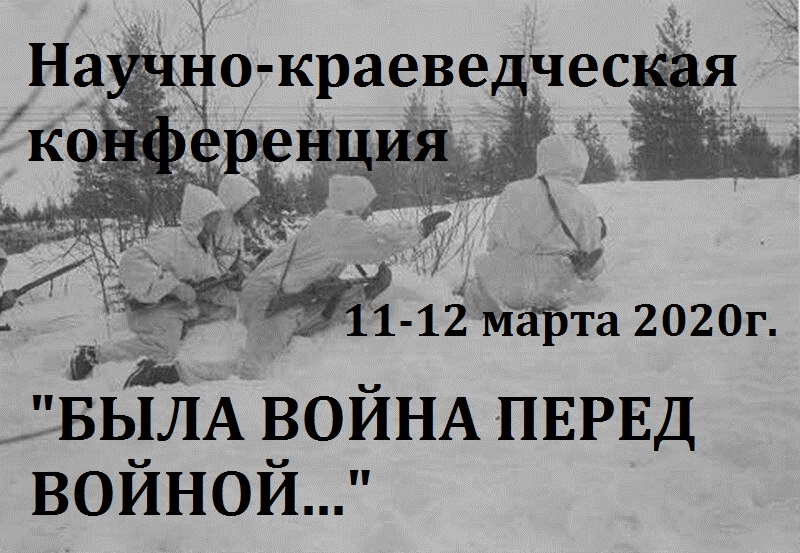 Научно-краеведческая
конференция
11-12 марта 2020г.
"БЫЛА ВОЙНА ПЕРЕД
ВОЙНОЙ..."